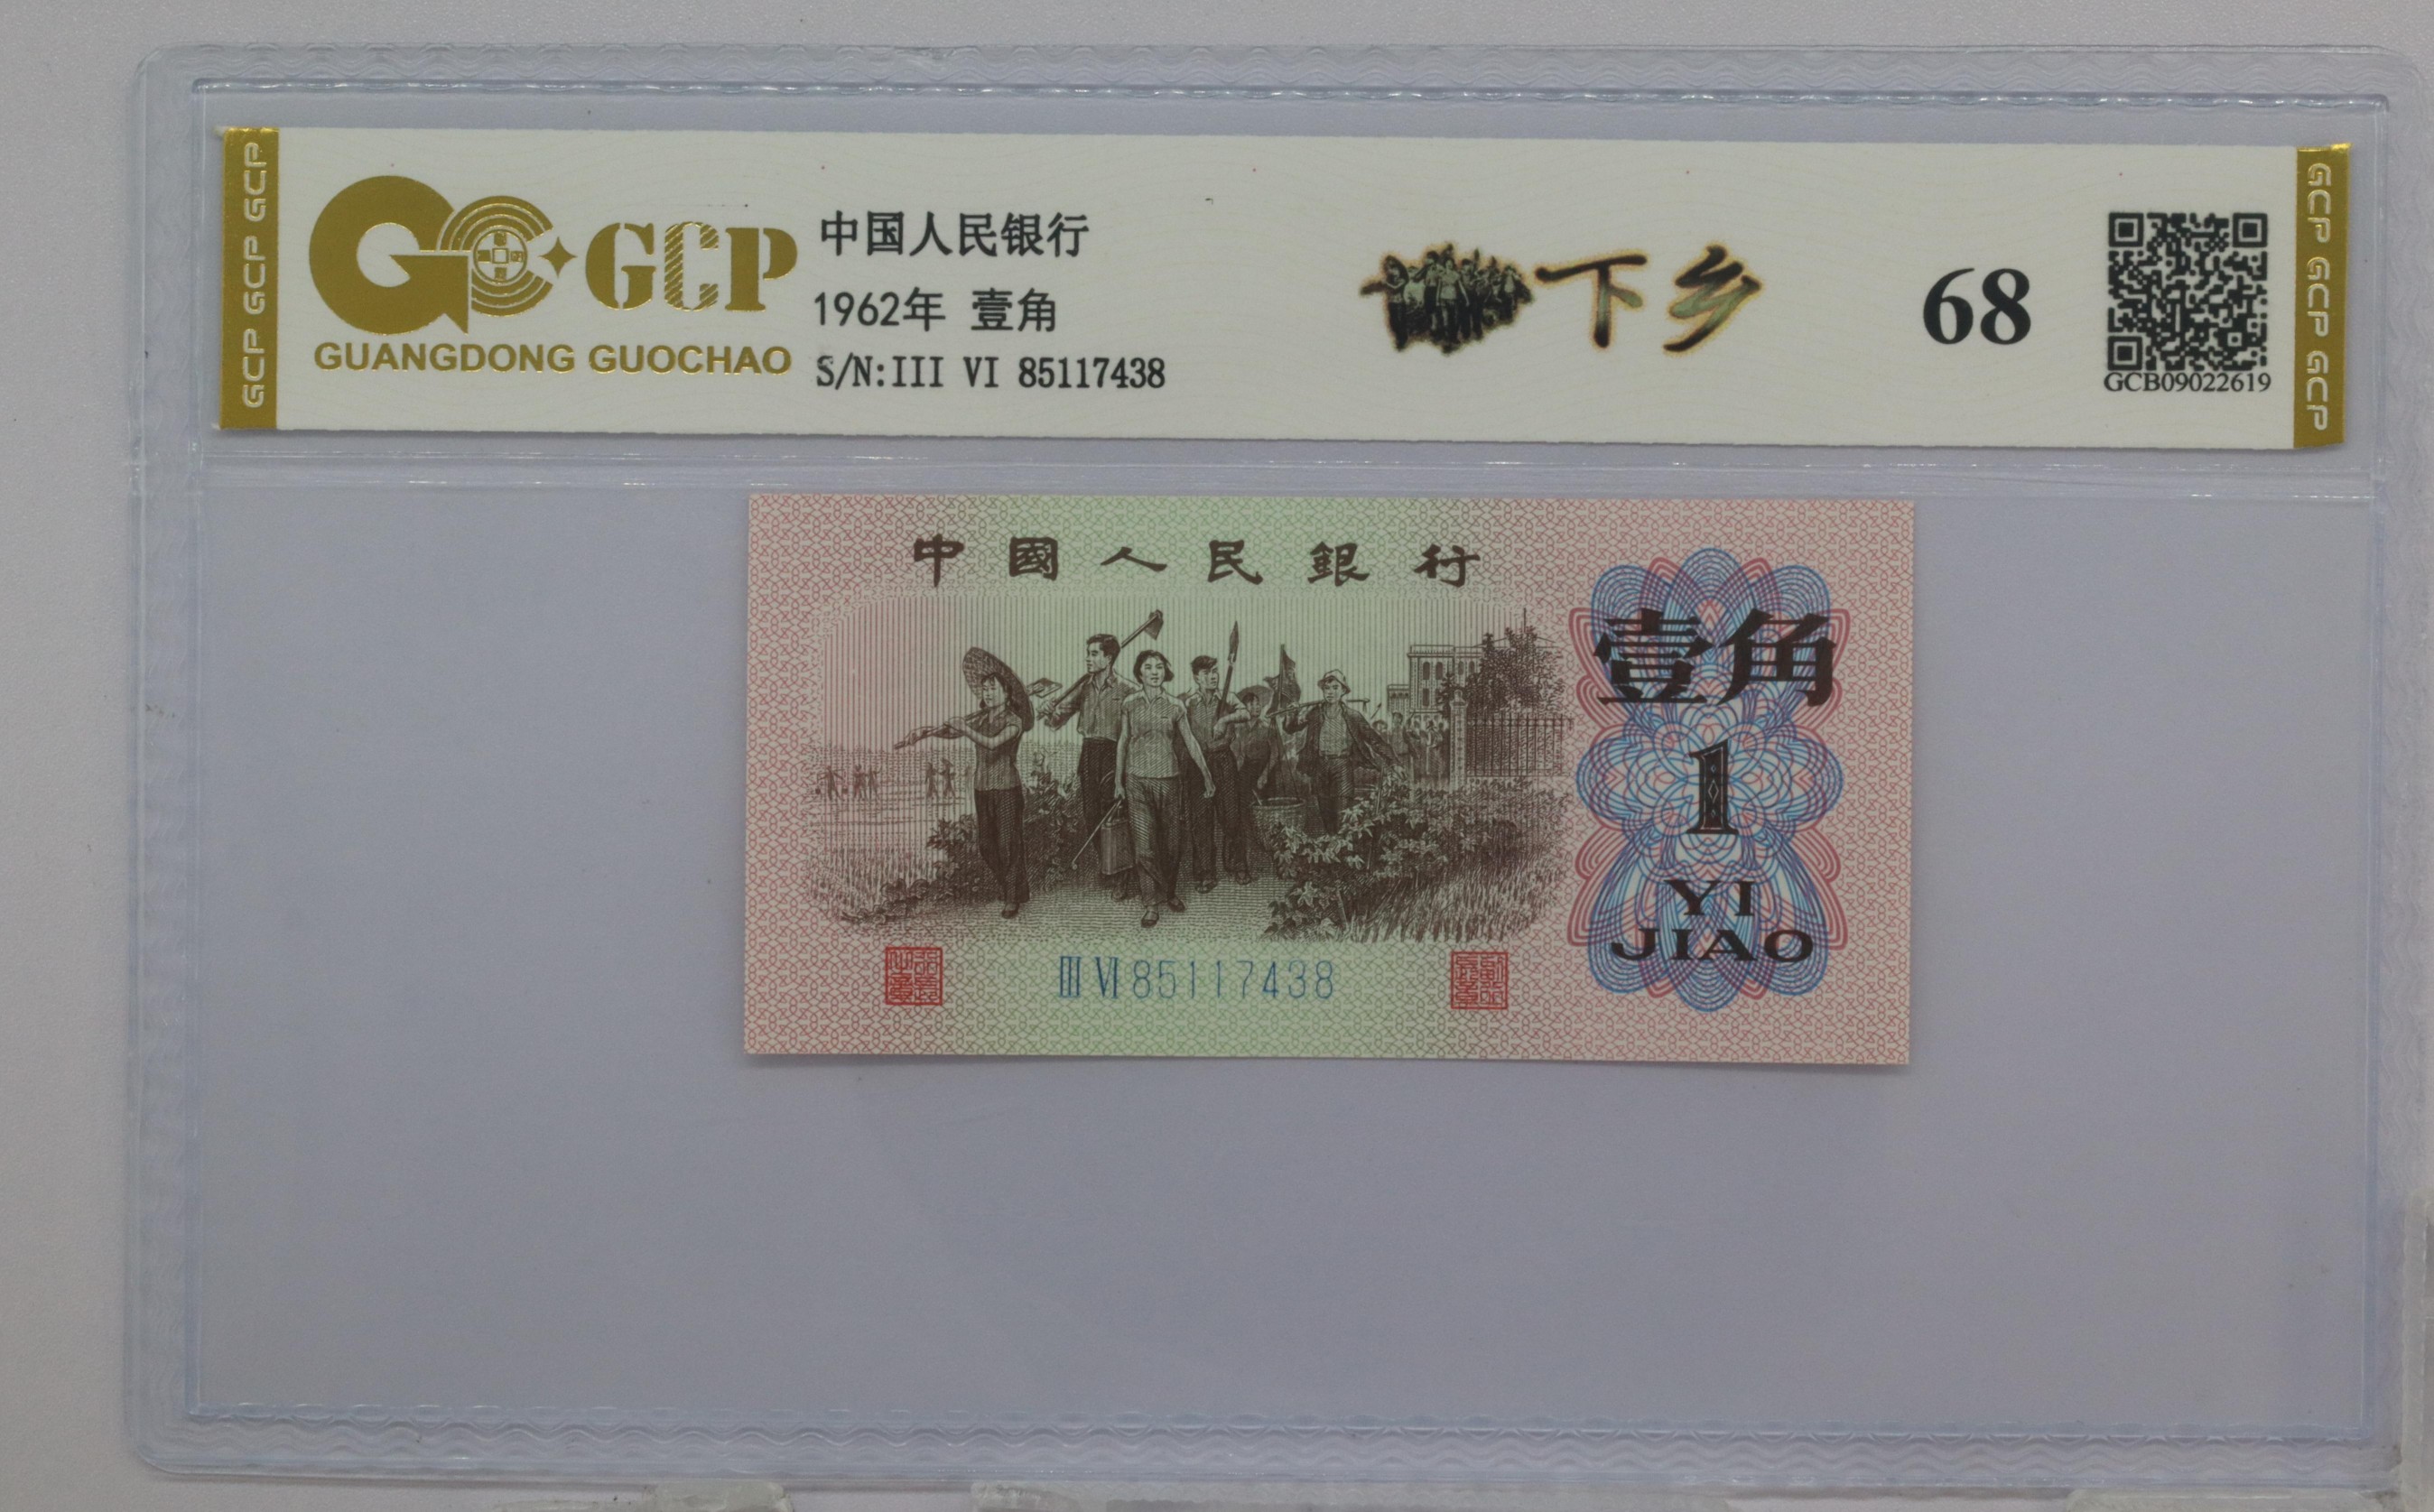 GCP GCP GCP
GCP
GUANGDONG GUOCHAO
中国人民银行
1962年 壹角
S/N:III VI 85117438
下乡
68
GCB09022619
GCP GCP GCP
中國人民銀行
壹角
1
YI
JIAO
III VI 85117438